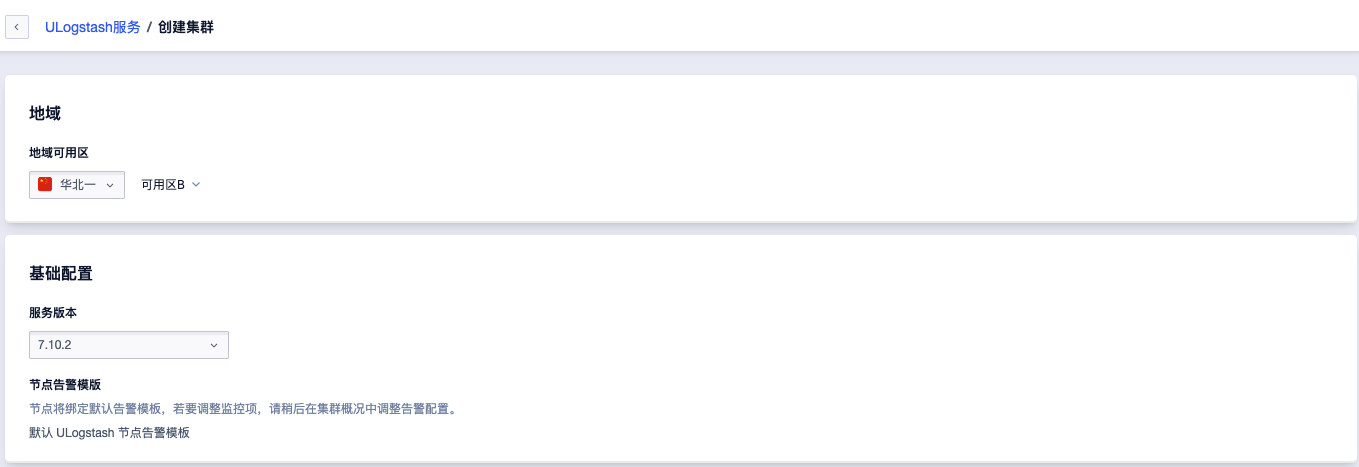 ULogstash服务 / 创建集群
地域
地域可用区
华北一 可用区B
基础配置
服务版本
7.10.2
节点告警模版
节点将绑定默认告警模板，若要调整监控项，请稍后在集群概况中调整告警配置。
默认 ULogstash 节点告警模板